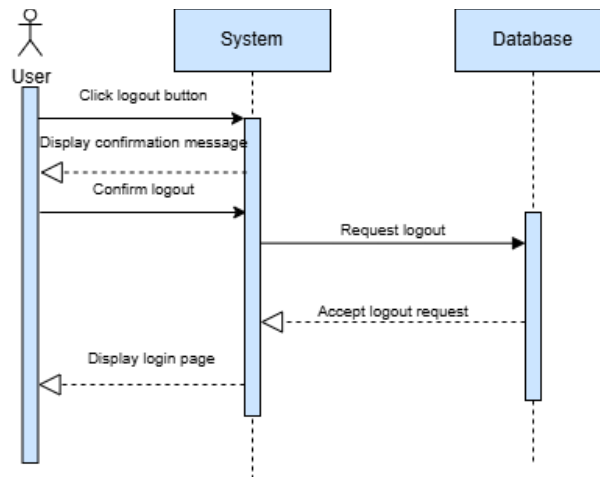 System
Database
User
Click logout button
Display confirmation message
Confirm logout
Request logout
Accept logout request
Display login page